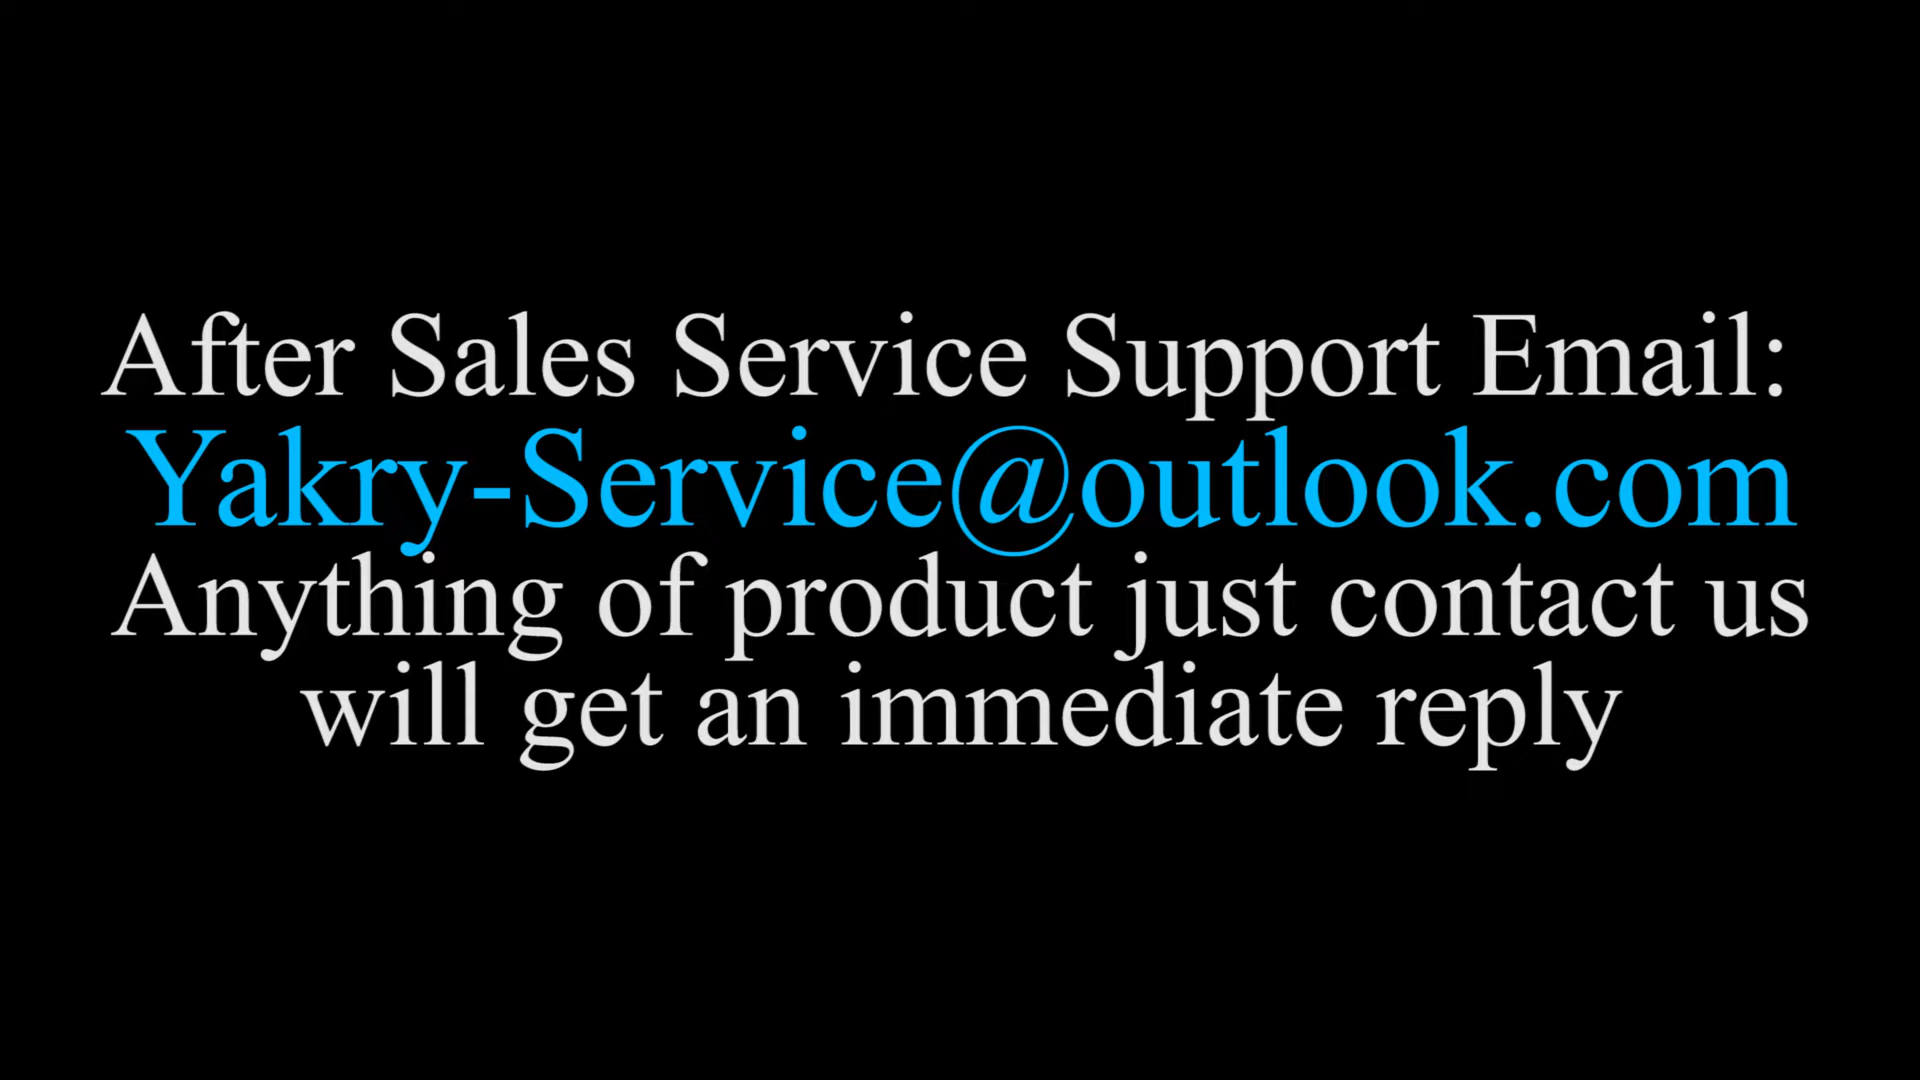 After Sales Service Support Email:
Yakry-Service@outlook.com
Anything of product just contact us
will get an immediate reply